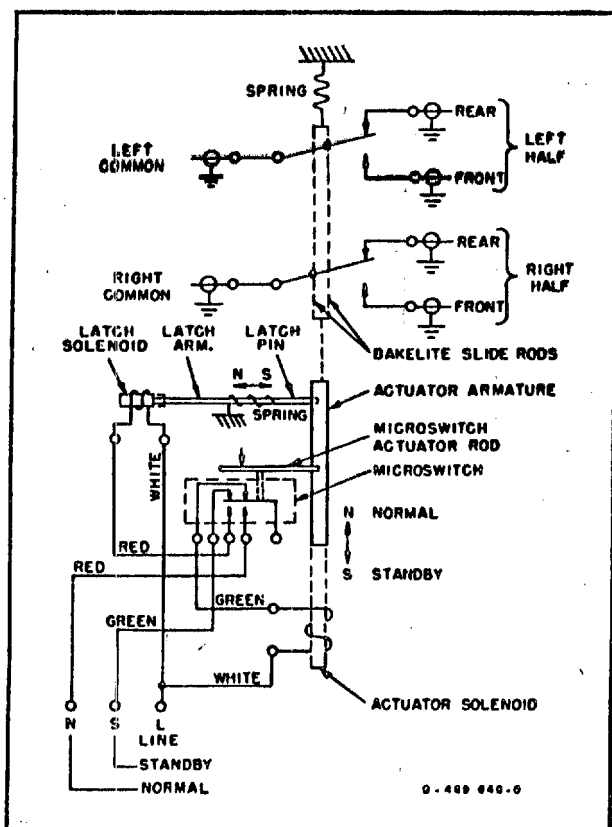 SPRING
REAR
LEFT COMMON
LEFT HALF
FRONT
REAR
RIGHT COMMON
RIGHT HALF
FRONT
LATCH SOLENOID
LATCH ARM.
LATCH PIN
BAKELITE SLIDE RODS
N S
ACTUATOR ARMATURE
SPRING
MICROSWITCH ACTUATOR ROD
MICROSWITCH
WHITE
N NORMAL
RED
S STANDBY
RED
GREEN
GREEN
WHITE
ACTUATOR SOLENOID
N S L
LINE
STANDBY
NORMAL